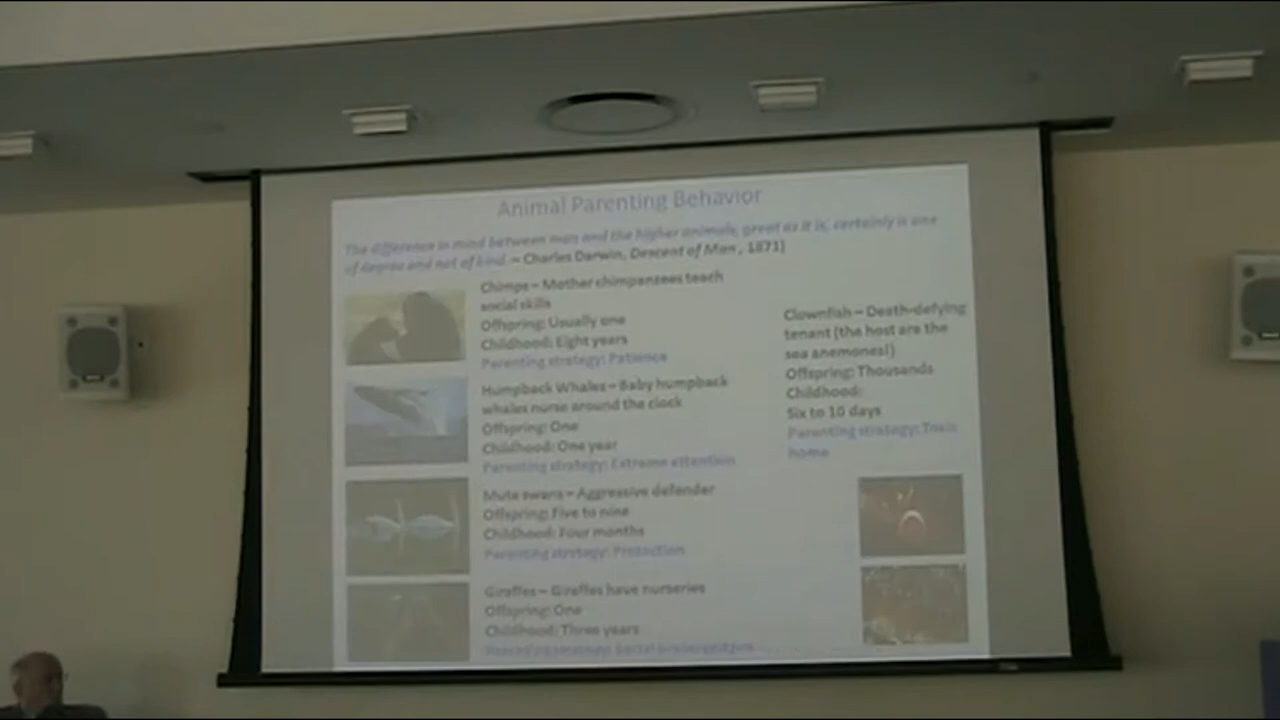 Animal Parenting Behavior
The difference in mind between man and the higher animals, great as it is, certainly is one
of degree and not of kind. – Charles Darwin, Descent of Man , 1871)
Chimps – Mother chimpanzees teach
social skills
Offspring: Usually one
Childhood: Eight years
Parenting strategy: Patience
Humpback Whales – Baby humpback
whales nurse around the clock
Offspring: One
Childhood: One year
Parenting strategy: Extreme attention
Mute swans – Aggressive defender
Offspring: Five to nine
Childhood: Four months
Parenting strategy: Protection
Giraffes – Giraffes have nurseries
Offspring: One
Childhood: Three years
Parenting strategy: Social
Clownfish – Death-defying
tenant (the host are the
sea anemones!)
Offspring: Thousands
Childhood:
Six to 10 days
Parenting strategy: Toxic
home